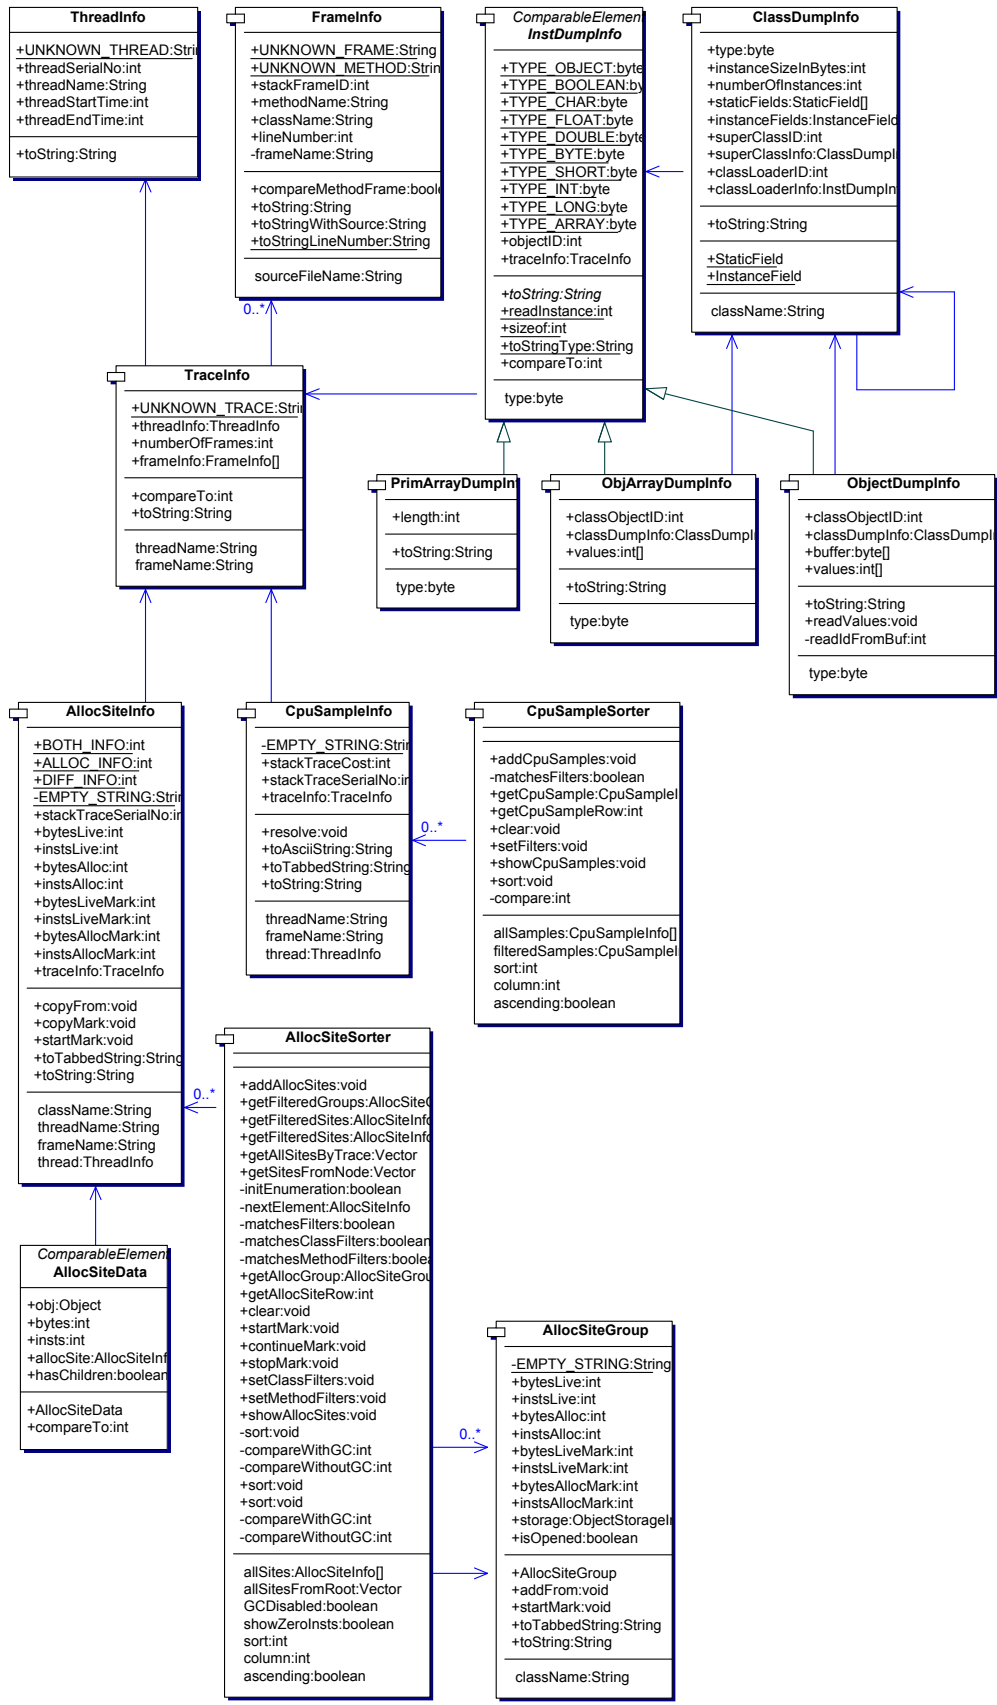 ThreadInfo
+UNKNOWN_THREAD:Strin
+threadSerialNo:int
+threadName:String
+threadStartTime:int
+threadEndTime:int
+toString:String
FrameInfo
+UNKNOWN_FRAME:String
+UNKNOWN_METHOD:Strin
+stackFrameID:int
+methodName:String
+className:String
+lineNumber:int
-frameName:String
+compareMethodFrame:boole
+toString:String
+toStringWithSource:String
+toStringLineNumber:String
sourceFileName:String
ComparableElemen
InstDumpInfo
+TYPE_OBJECT:byte
+TYPE_BOOLEAN:by
+TYPE_CHAR:byte
+TYPE_FLOAT:byte
+TYPE_DOUBLE:byte
+TYPE_BYTE:byte
+TYPE_SHORT:byte
+TYPE_INT:byte
+TYPE_LONG:byte
+TYPE_ARRAY:byte
+objectID:int
+traceInfo:TraceInfo
+toString:String
+readInstance:int
+sizeof:int
+toStringType:String
+compareTo:int
type:byte
ClassDumpInfo
+type:byte
+instanceSizeInBytes:int
+numberOfInstances:int
+staticFields:StaticField[]
+instanceFields:InstanceField
+superClassID:int
+superClassInfo:ClassDumpI
+classLoaderID:int
+classLoaderInfo:InstDumpIn
+toString:String
+StaticField
+InstanceField
className:String
0..*
TraceInfo
+UNKNOWN_TRACE:Strin
+threadInfo:ThreadInfo
+numberOfFrames:int
+frameInfo:FrameInfo[]
+compareTo:int
+toString:String
threadName:String
frameName:String
PrimArrayDumpInf
+length:int
+toString:String
type:byte
ObjArrayDumpInfo
+classObjectID:int
+classDumpInfo:ClassDumpI
+values:int[]
+toString:String
type:byte
ObjectDumpInfo
+classObjectID:int
+classDumpInfo:ClassDumpI
+buffer:byte[]
+values:int[]
+toString:String
+readValues:void
-readIdFromBuf:int
type:byte
AllocSiteInfo
+BOTH_INFO:int
+ALLOC_INFO:int
+DIFF_INFO:int
-EMPTY_STRING:Strin
+stackTraceSerialNo:in
+bytesLive:int
+instsLive:int
+bytesAlloc:int
+instsAlloc:int
+bytesLiveMark:int
+instsLiveMark:int
+bytesAllocMark:int
+instsAllocMark:int
+traceInfo:TraceInfo
+copyFrom:void
+copyMark:void
+startMark:void
+toTabbedString:String
+toString:String
className:String
threadName:String
frameName:String
thread:ThreadInfo
CpuSampleInfo
-EMPTY_STRING:Strin
+stackTraceCost:int
+stackTraceSerialNo:in
+traceInfo:TraceInfo
+resolve:void
+toAsciiString:String
+toTabbedString:String
+toString:String
threadName:String
frameName:String
thread:ThreadInfo
0..*
CpuSampleSorter
+addCpuSamples:void
-matchesFilters:boolean
+getCpuSample:CpuSampleI
+getCpuSampleRow:int
+clear:void
+setFilters:void
+showCpuSamples:void
+sort:void
-compare:int
allSamples:CpuSampleInfo[]
filteredSamples:CpuSampleI
sort:int
column:int
ascending:boolean
0..*
AllocSiteSorter
+addAllocSites:void
+getFilteredGroups:AllocSiteG
+getFilteredSites:AllocSiteInfo
+getFilteredSites:AllocSiteInfo
+getAllSitesByTrace:Vector
+getSitesFromNode:Vector
-initEnumeration:boolean
-nextElement:AllocSiteInfo
-matchesFilters:boolean
-matchesClassFilters:boolean
-matchesMethodFilters:boolea
+getAllocGroup:AllocSiteGrou
+getAllocSiteRow:int
+clear:void
+startMark:void
+continueMark:void
+stopMark:void
+setClassFilters:void
+setMethodFilters:void
+showAllocSites:void
-sort:void
-compareWithGC:int
-compareWithoutGC:int
+sort:void
+sort:void
-compareWithGC:int
-compareWithoutGC:int
allSites:AllocSiteInfo[]
allSitesFromRoot:Vector
GCDisabled:boolean
showZeroInsts:boolean
sort:int
column:int
ascending:boolean
ComparableElemen
AllocSiteData
+obj:Object
+bytes:int
+insts:int
+allocSite:AllocSiteInf
+hasChildren:boolean
+AllocSiteData
+compareTo:int
0..*
AllocSiteGroup
-EMPTY_STRING:String
+bytesLive:int
+instsLive:int
+bytesAlloc:int
+instsAlloc:int
+bytesLiveMark:int
+instsLiveMark:int
+bytesAllocMark:int
+instsAllocMark:int
+storage:ObjectStorageIn
+isOpened:boolean
+AllocSiteGroup
+addFrom:void
+startMark:void
+toTabbedString:String
+toString:String
className:String